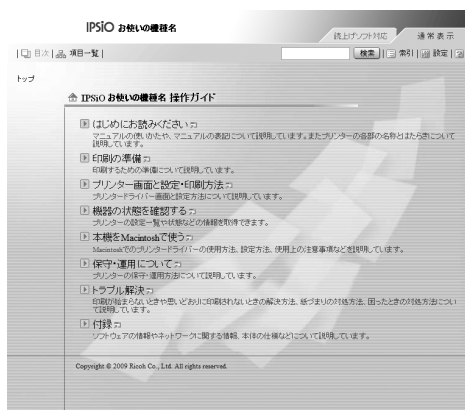 IPSiO お使いの機種名
読上げソフト対応 通常表示
目次 | 項目一覧 | 検索 | 索引 | 設定 |
トップ
IPSiO お使いの機種名 操作ガイド
はじめにお読みください
マニュアルの使いかたや、マニュアルの表記について説明しています。またプリンターの各部の名称とはたらきについて
説明しています。
印刷の準備
印刷するための準備について説明しています。
プリンター画面と設定・印刷方法
プリンタードライバー画面と設定方法について説明しています。
機器の状態を確認する
プリンターの設定一覧や状態などの情報を取得できます。
本機をMacintoshで使う
Macintoshでのプリンタードライバーの使用方法、設定方法、使用上の注意事項などを説明しています。
保守・運用について
プリンターの保守・運用方法について説明しています。
トラブル解決
印刷が始まらないときや思いどおりに印刷されないときの解決方法、紙づまりの対処方法、困ったときの対処方法につい
て説明しています。
付録
ソフトウェアの情報やネットワークに関する情報、本体の仕様などについて説明しています。
Copyright © 2009 Ricoh Co., Ltd. All rights reserved.